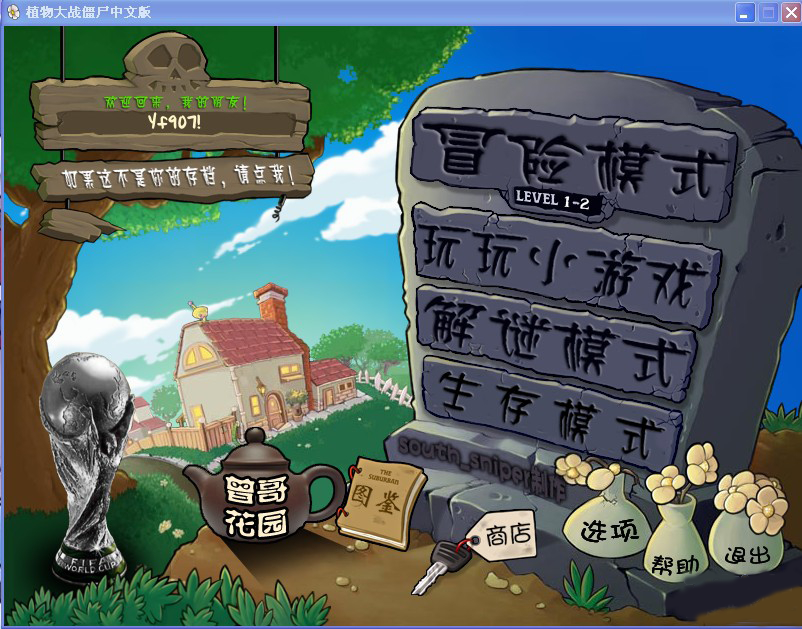 植物大战僵尸中文版
欢迎回来，我的朋友！
yf907!
如果这不是你的存档，请点我！
冒险模式
LEVEL 1-2
玩玩小游戏
解谜模式
生存模式
south_sniper制作
曾哥
花园
THE
SUBURBAN
图鉴
商店
选项
帮助
退出
FIFA
WORLD CUP